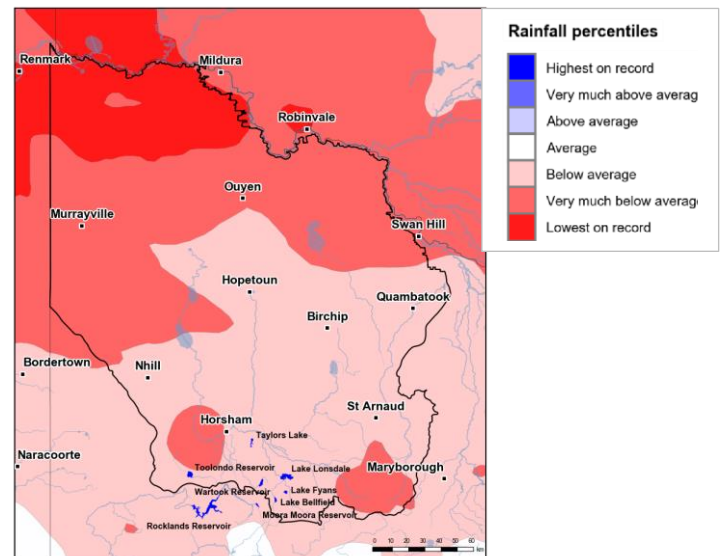 Rainfall percentiles
Highest on record
Very much above averag
Above average
Average
Below average
Very much below averag
Lowest on record
Renmark
Mildura
Robinvale
Ouyen
Murrayville
Swan Hill
Hopetoun
Quambatook
Birchip
Bordertown
Nhill
St Arnaud
Horsham
Taylors Lake
Naracoorte
Toolondo Reservoir
Lake Lonsdale
Maryborough
Wartook Reservoir
Lake Fyans
Lake Bellfield
Moora Moora Reservoir
Rocklands Reservoir
0 10 20 30 40 50 60
km